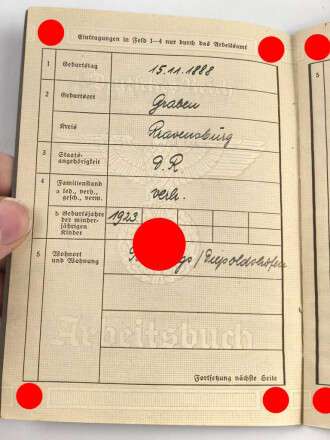 Eintragungen in Feld 1–4 nur durch das Arbeitsamt
1 Geburtstag 15.11.1888
2 Geburtsort Graben
Kreis Ravensburg
3 Staats-
angehörigkeit D.R
4 Familienstand
a led., verh.,
gesch., verw. verh.
b Geburtsjahre
der minder-
jährigen
Kinder 1923
5 Wohnort
und Wohnung /Diepoldshofen
Arbeitsbuch
Fortsetzung nächste Seite